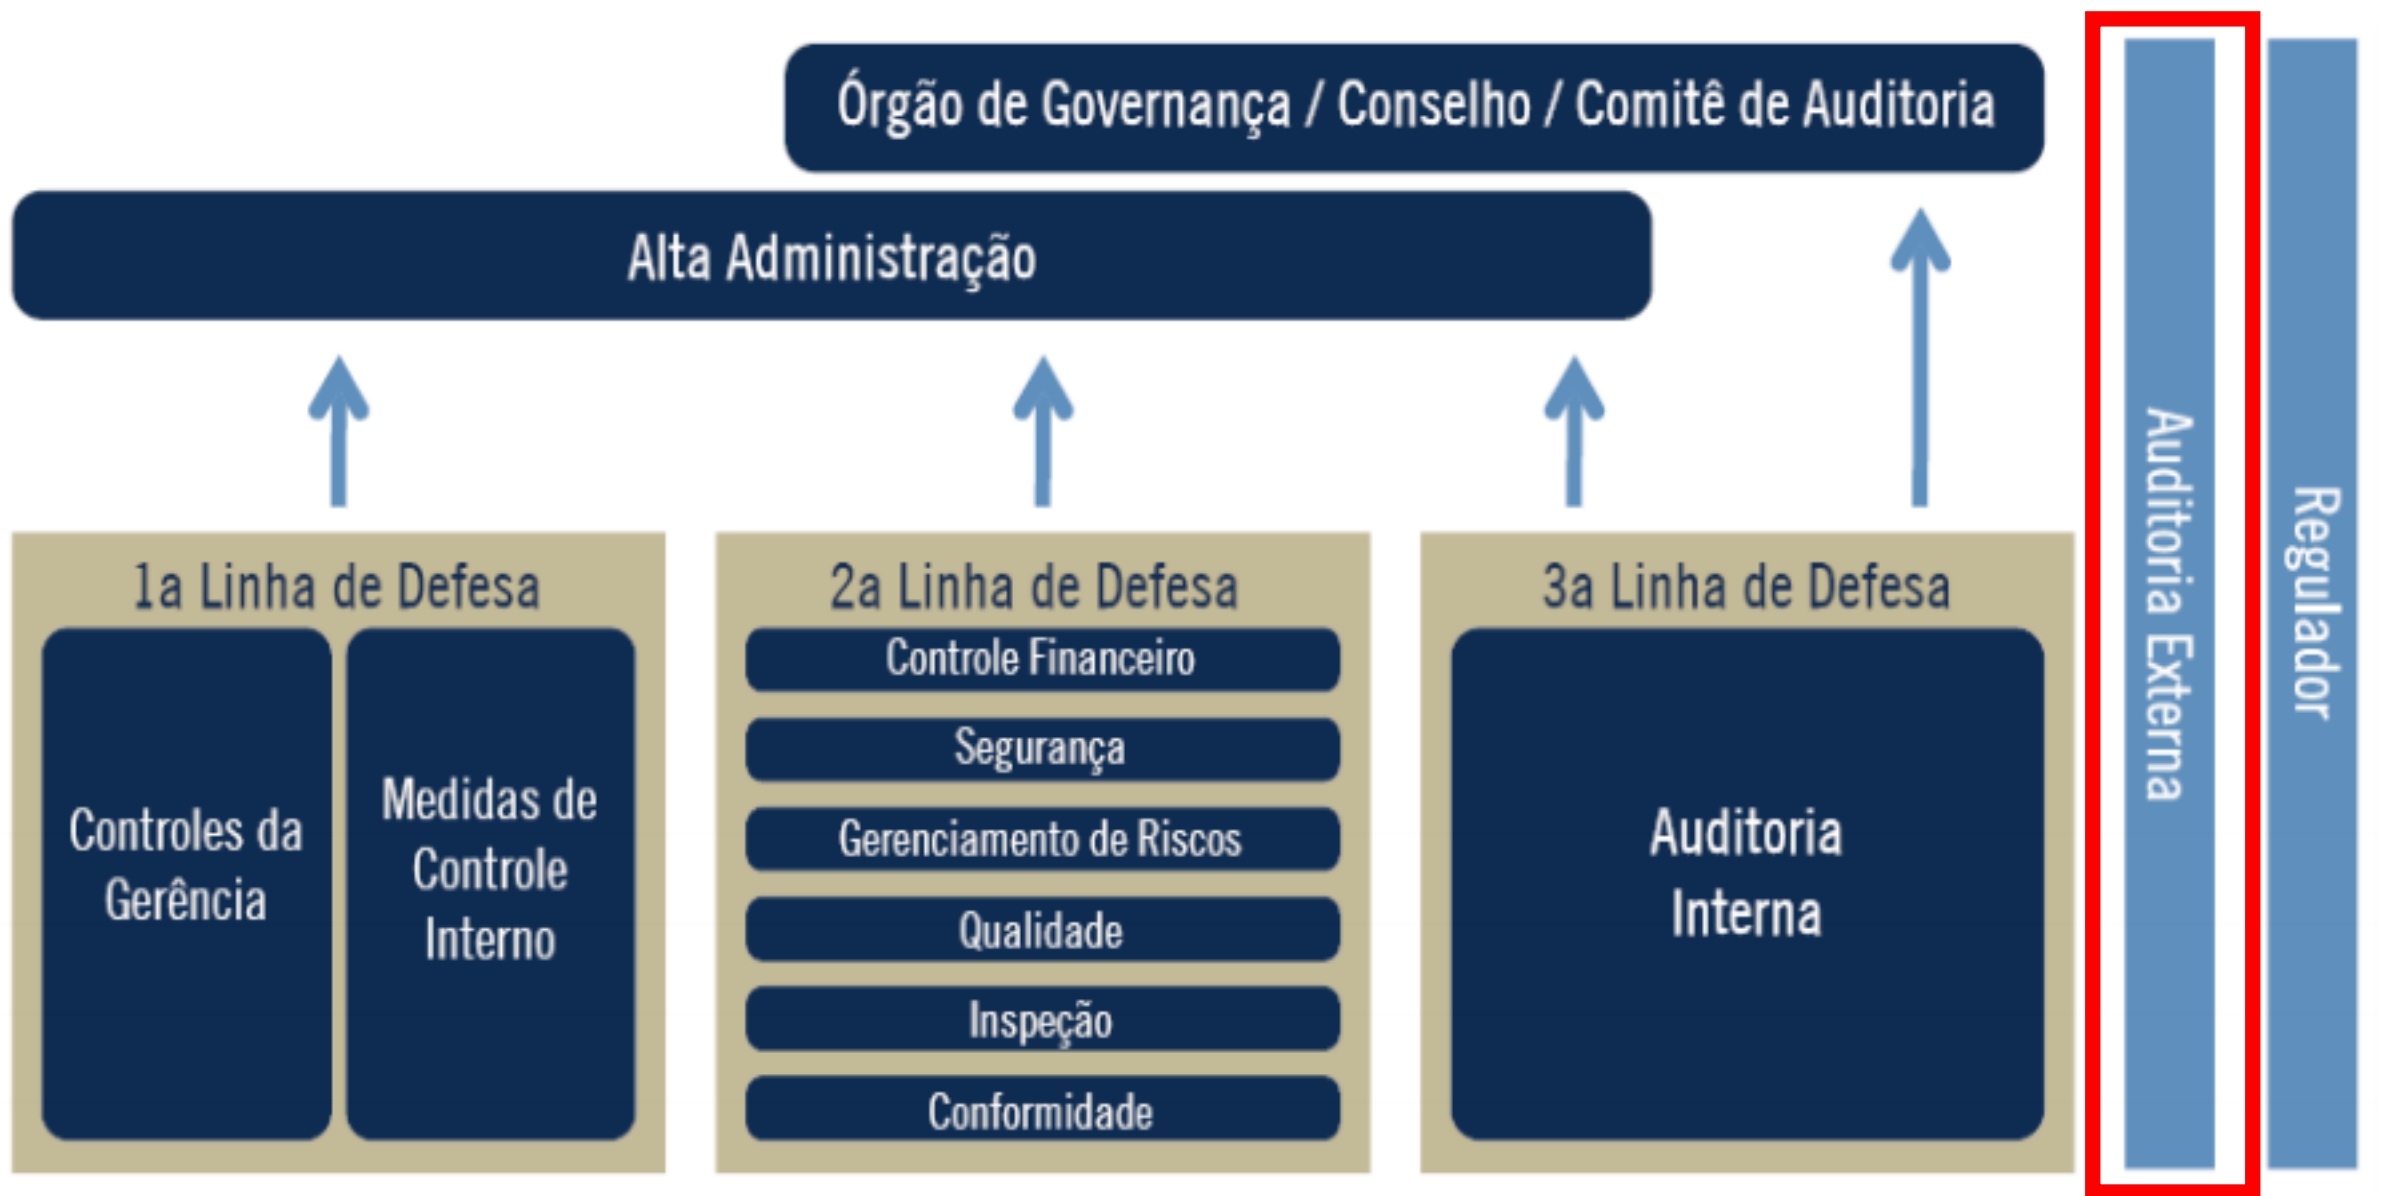 Órgão de Governança / Conselho / Comitê de Auditoria
Alta Administração
1a Linha de Defesa
Controles da
Gerência
Medidas de
Controle
Interno
2a Linha de Defesa
Controle Financeiro
Segurança
Gerenciamento de Riscos
Qualidade
Inspeção
Conformidade
3a Linha de Defesa
Auditoria
Interna
Auditoria Externa
Regulador